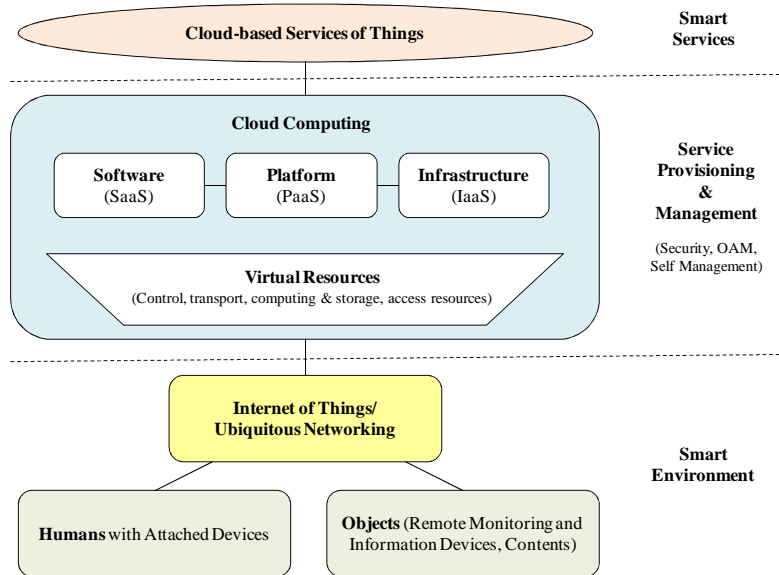 Cloud-based Services of Things
Smart
Services
Cloud Computing
Software
(SaaS)
Platform
(PaaS)
Infrastructure
(IaaS)
Virtual Resources
(Control, transport, computing & storage, access resources)
Service
Provisioning
&
Management
(Security, OAM,
Self Management)
Internet of Things/
Ubiquitous Networking
Humans with Attached Devices
Objects (Remote Monitoring and
Information Devices, Contents)
Smart
Environment